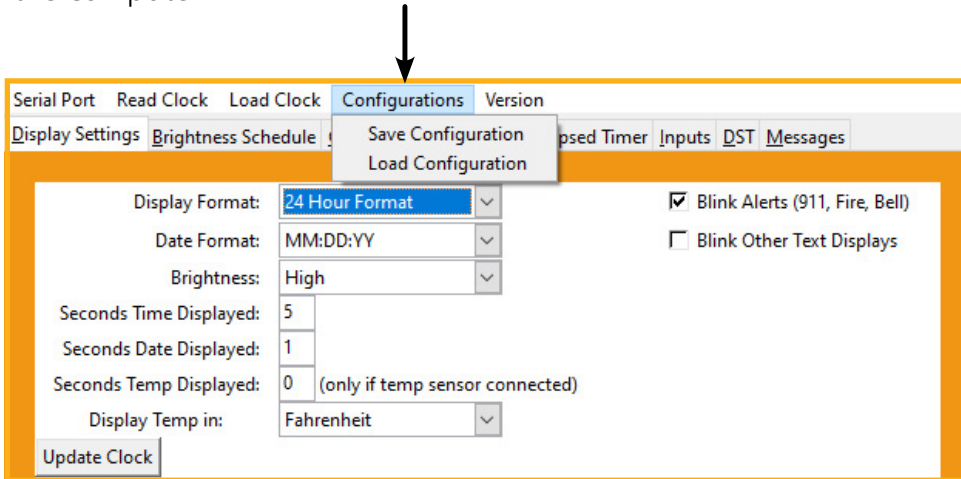 Serial Port Read Clock Load Clock Configurations Version
Display Settings Brightness Schedule Timer Inputs DST Messages
Save Configuration
Load Configuration
Display Format: 24 Hour Format
Blink Alerts (911, Fire, Bell)
Date Format: MM:DD:YY
Blink Other Text Displays
Brightness: High
Seconds Time Displayed: 5
Seconds Date Displayed: 1
Seconds Temp Displayed: 0 (only if temp sensor connected)
Display Temp in: Fahrenheit
Update Clock